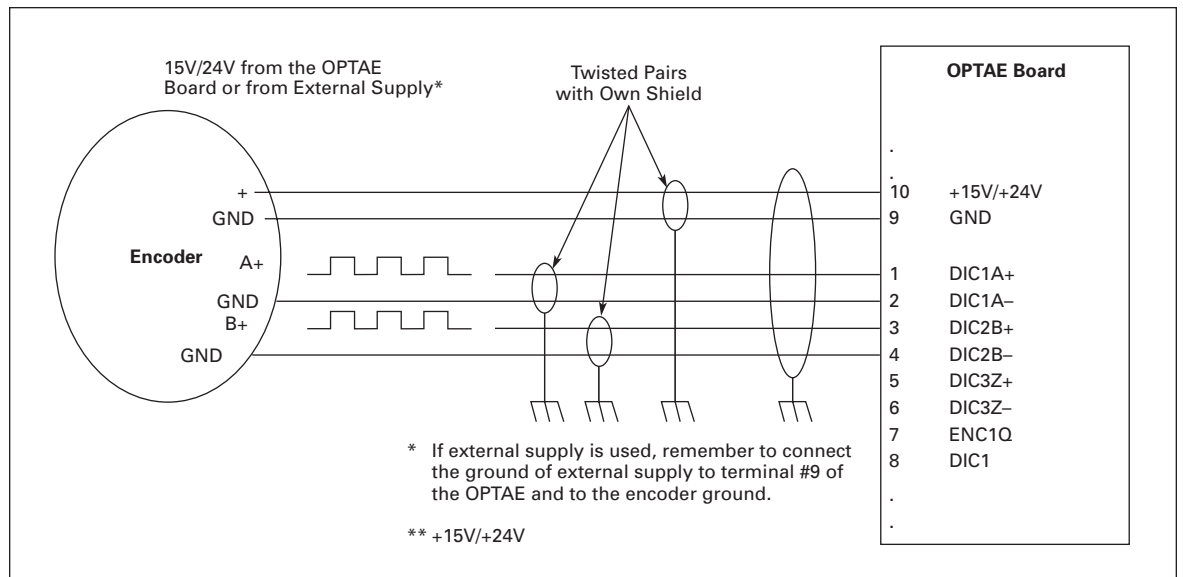 15V/24V from the OPTAE
Board or from External Supply*
Twisted Pairs
with Own Shield
OPTAE Board
.
.
+
10 +15V/+24V
GND
9 GND
Encoder
A+
1 DIC1A+
GND
2 DIC1A–
B+
3 DIC2B+
GND
4 DIC2B–
5 DIC3Z+
6 DIC3Z–
7 ENC1Q
8 DIC1
.
.
* If external supply is used, remember to connect
the ground of external supply to terminal #9 of
the OPTAE and to the encoder ground.
** +15V/+24V